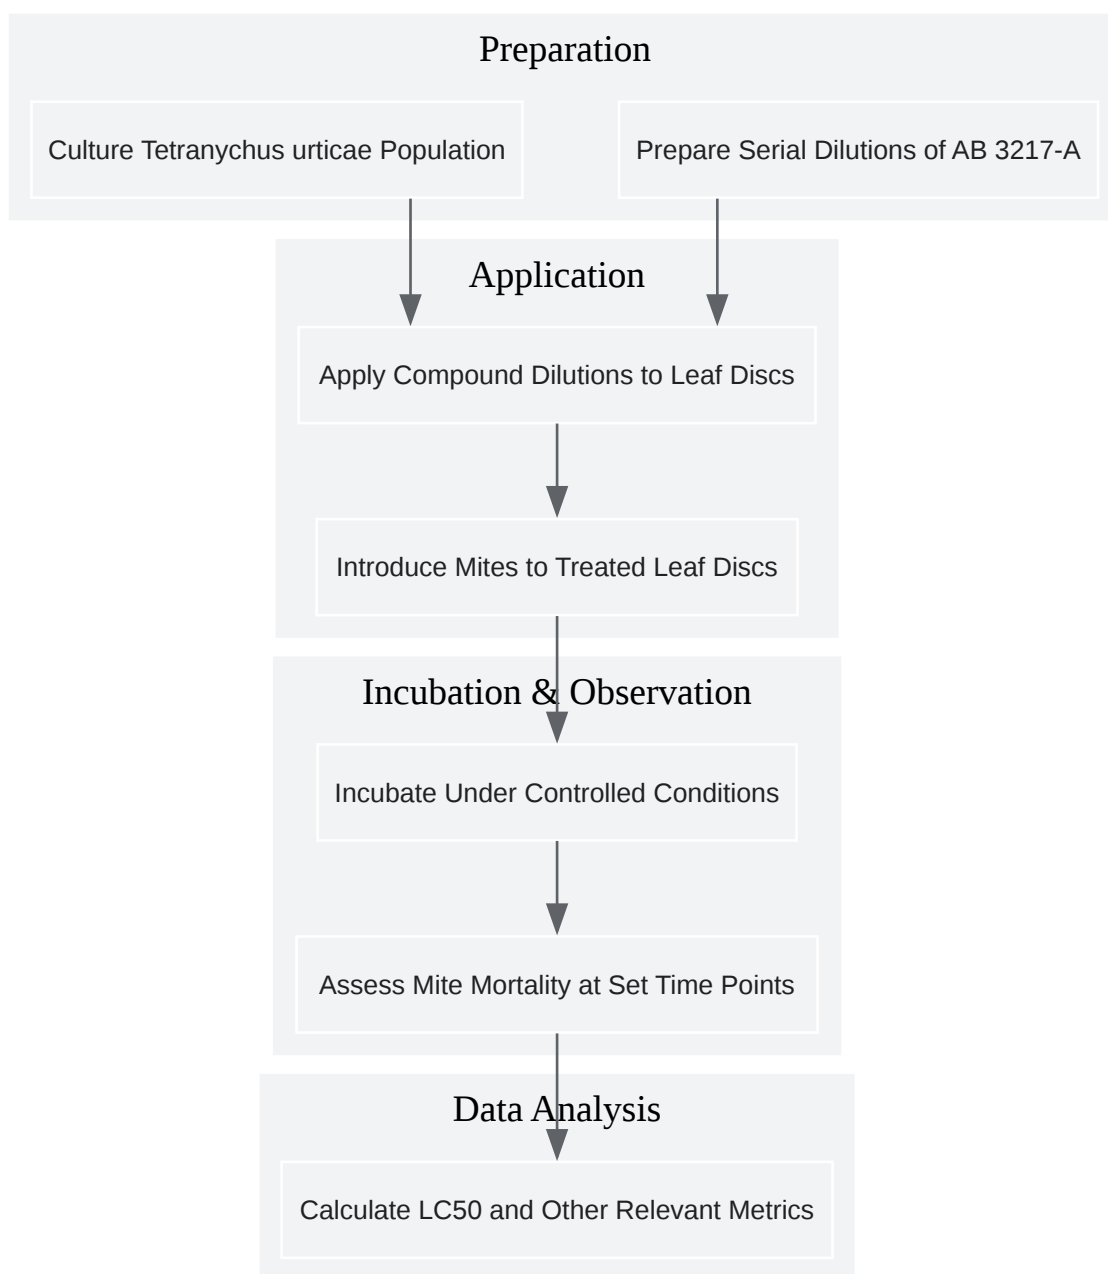 Preparation
Culture Tetranychus urticae Population
Prepare Serial Dilutions of AB 3217-A
Application
Apply Compound Dilutions to Leaf Discs
Introduce Mites to Treated Leaf Discs
Incubation & Observation
Incubate Under Controlled Conditions
Assess Mite Mortality at Set Time Points
Data Analysis
Calculate LC50 and Other Relevant Metrics